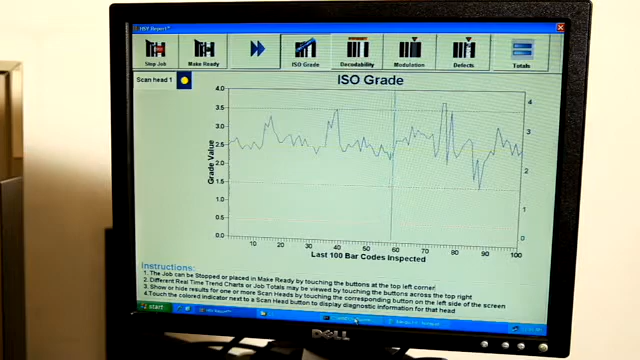 Stop Job
Make Ready
ISO Grade
Decodability
Modulation
Defects
Totals
Scan head 1
ISO Grade
4.0
3.5
3.0
2.5
2.0
1.5
1.0
0.5
0.0
Grade Value
4
3
2
1
0
10 20 30 40 50 60 70 80 90 100
Last 100 Bar Codes Inspected
Instructions:
1. The Job can be Stopped or placed in Make Ready by touching the buttons at the top left corner
2. Different Real Time Trend Charts or Job Totals may be viewed by touching the buttons across the top right
3. Show or hide results for one or more Scan Heads by touching the corresponding button on the left side of the screen
4. Touch the colored indicator next to a Scan Head button to display diagnostic information for that head
start
DELL